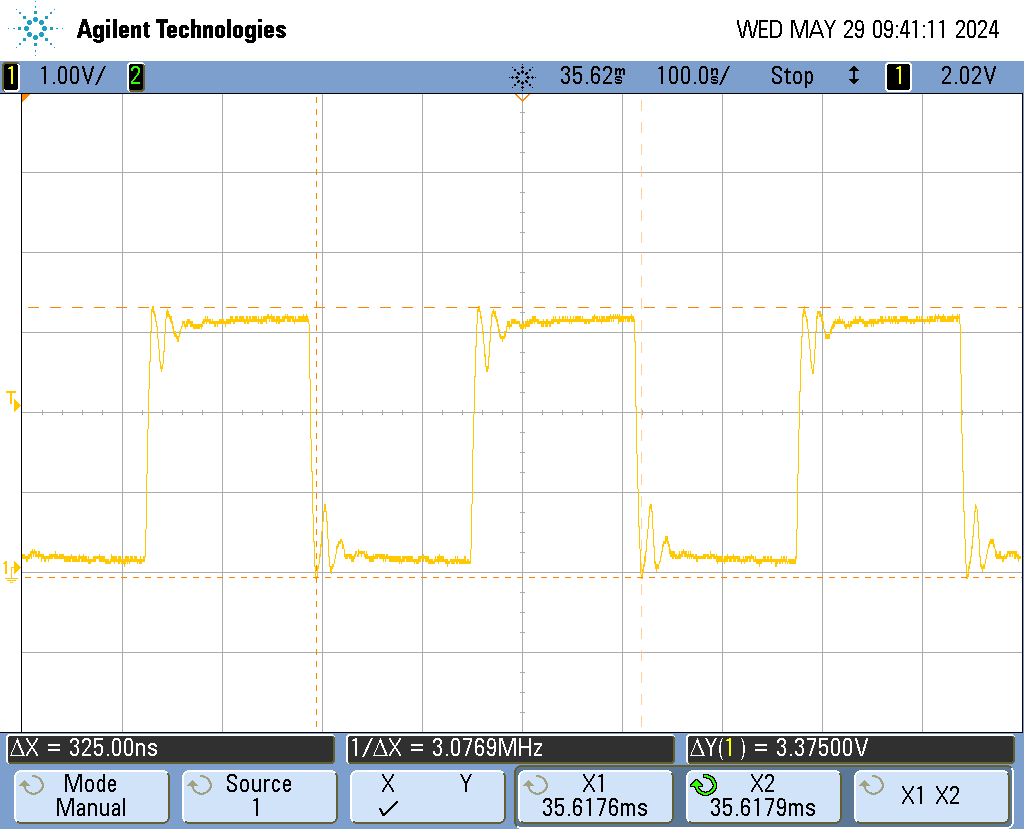 Agilent Technologies WED MAY 29 09:41:11 2024
1 1.00V/ 2 35.62ms 100.0ns/ Stop 1 2.02V
T
1
ΔX = 325.00ns 1/ΔX = 3.0769MHz ΔY(1) = 3.37500V
Mode Source X Y X1 X2 X1 X2
Manual 1 35.6176ms 35.6179ms